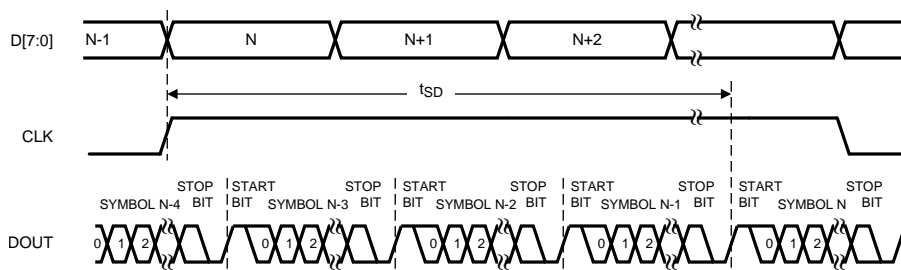 D[7:0] N-1 N N+1 N+2
tSD
CLK
STOP BIT START BIT STOP BIT START BIT STOP BIT START BIT STOP BIT START BIT STOP BIT
SYMBOL N-4 SYMBOL N-3 SYMBOL N-2 SYMBOL N-1 SYMBOL N
DOUT 0 1 2 0 1 2 0 1 2 0 1 2 0 1 2